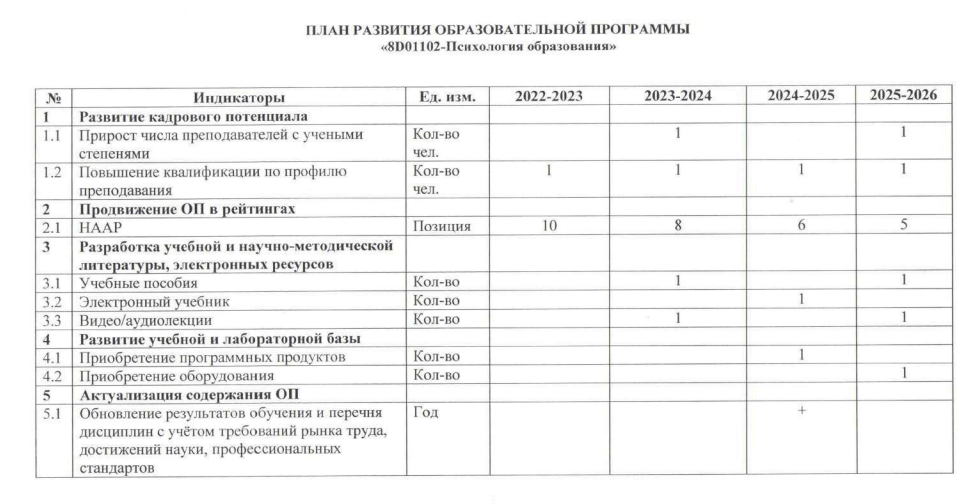 ПЛАН РАЗВИТИЯ ОБРАЗОВАТЕЛЬНОЙ ПРОГРАММЫ
«8D01102-Психология образования»
№ Индикаторы Ед. изм. 2022-2023 2023-2024 2024-2025 2025-2026
1 Развитие кадрового потенциала
1.1 Прирост числа преподавателей с учеными Кол-во 1 1
степенями чел.
1.2 Повышение квалификации по профилю Кол-во 1 1 1 1
преподавания чел.
2 Продвижение ОП в рейтингах
2.1 НААР Позиция 10 8 6 5
3 Разработка учебной и научно-методической
литературы, электронных ресурсов
3.1 Учебные пособия Кол-во 1 1
3.2 Электронный учебник Кол-во 1
3.3 Видео/аудиолекции Кол-во 1 1
4 Развитие учебной и лабораторной базы
4.1 Приобретение программных продуктов Кол-во 1
4.2 Приобретение оборудования Кол-во 1
5 Актуализация содержания ОП
5.1 Обновление результатов обучения и перечня Год +
дисциплин с учётом требований рынка труда,
достижений науки, профессиональных
стандартов